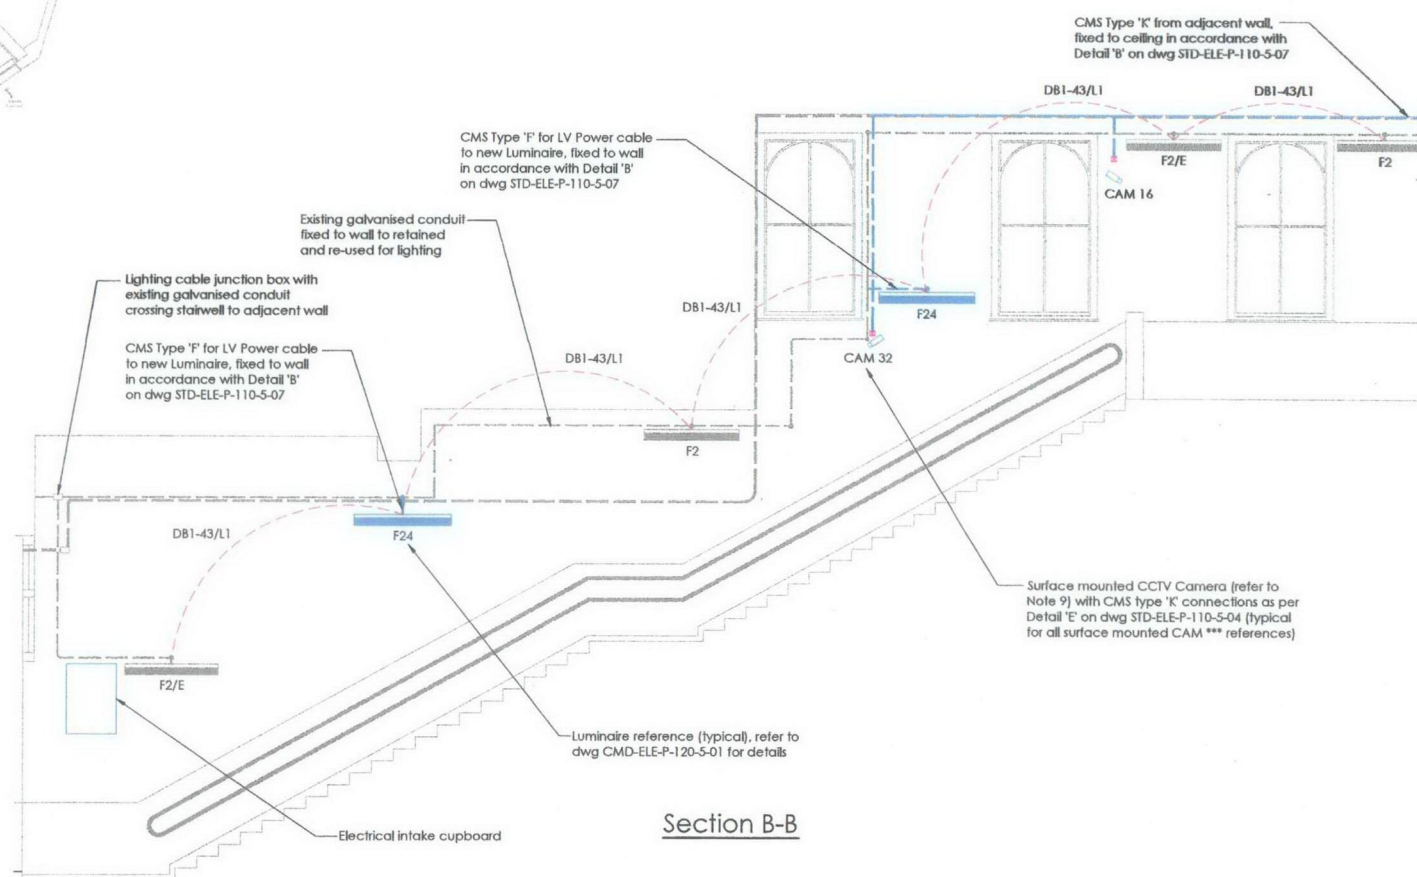 CMS Type 'K' from adjacent wall,
fixed to ceiling in accordance with
Detail 'B' on dwg STD-ELE-P-110-5-07
DB1-43/L1
DB1-43/L1
CMS Type 'F' for LV Power cable
to new Luminaire, fixed to wall
in accordance with Detail 'B'
on dwg STD-ELE-P-110-5-07
F2/E
F2
CAM 16
Existing galvanised conduit
fixed to wall to retained
and re-used for lighting
Lighting cable junction box with
existing galvanised conduit
crossing stairwell to adjacent wall
DB1-43/L1
F24
CMS Type 'F' for LV Power cable
to new Luminaire, fixed to wall
in accordance with Detail 'B'
on dwg STD-ELE-P-110-5-07
DB1-43/L1
CAM 32
F2
DB1-43/L1
F24
Surface mounted CCTV Camera (refer to
Note 9) with CMS type 'K' connections as per
Detail 'E' on dwg STD-ELE-P-110-5-04 (typical
for all surface mounted CAM *** references)
F2/E
Luminaire reference (typical), refer to
dwg CMD-ELE-P-120-5-01 for details
Electrical intake cupboard
Section B-B